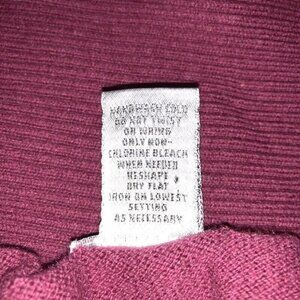 HANDWASH COLD
DO NOT TWIST
OR WRING
ONLY NON-
CHLORINE BLEACH
WHEN NEEDED
RESHAPE
DRY FLAT
IRON ON LOWEST
SETTING
AS NECESSARY